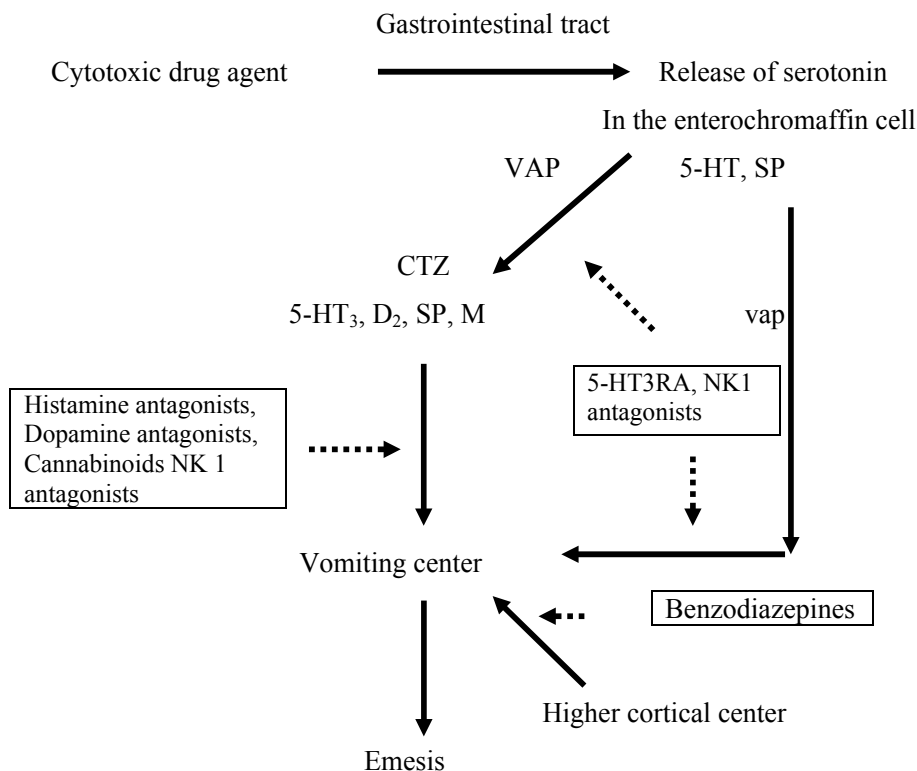 Gastrointestinal tract
Cytotoxic drug agent
Release of serotonin
In the enterochromaffin cell
VAP
5-HT, SP
CTZ
5-HT₃, D₂, SP, M
vap
5-HT3RA, NK1
antagonists
Histamine antagonists,
Dopamine antagonists,
Cannabinoids NK 1
antagonists
Vomiting center
Benzodiazepines
Higher cortical center
Emesis